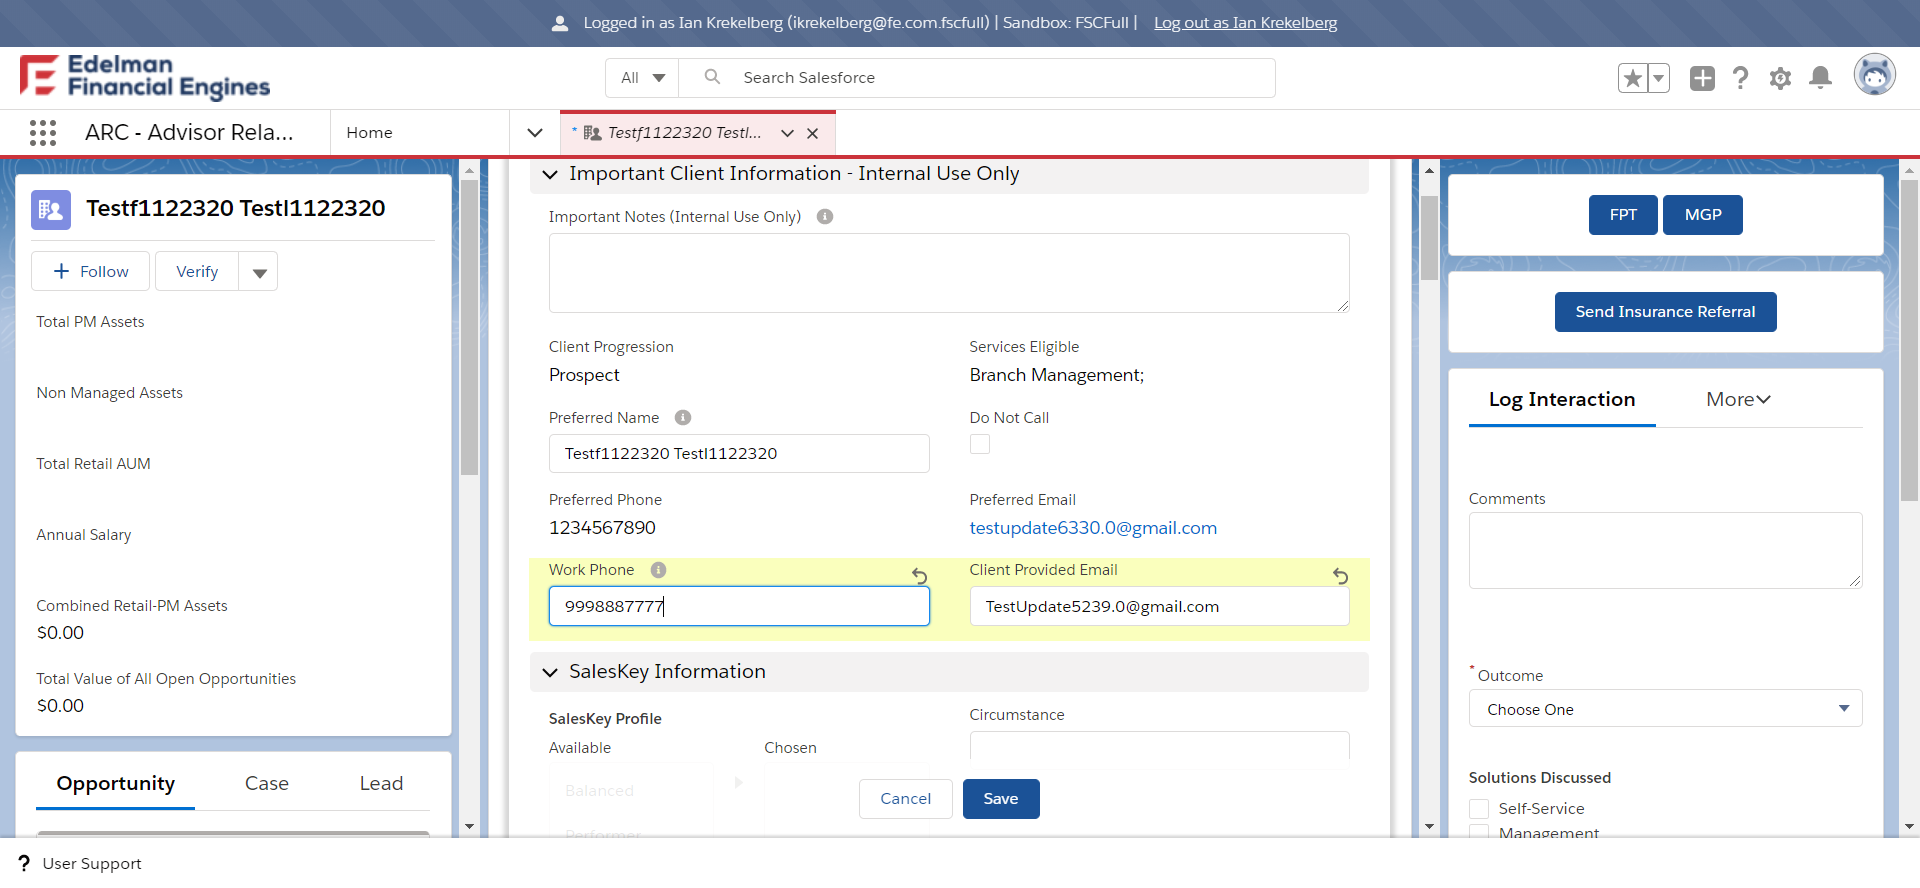 Logged in as Ian Krekelberg (ikrekelberg@fe.com.fscfull) | Sandbox: FSCFull | Log out as Ian Krekelberg
Edelman
Financial Engines
All
Search Salesforce
ARC - Advisor Rela...
Home
* Testf1122320 Testl...
Testf1122320 Testl1122320
Follow
Verify
Total PM Assets
Non Managed Assets
Total Retail AUM
Annual Salary
Combined Retail-PM Assets
$0.00
Total Value of All Open Opportunities
$0.00
Opportunity
Case
Lead
Important Client Information - Internal Use Only
Important Notes (Internal Use Only)
Client Progression
Prospect
Services Eligible
Branch Management;
Preferred Name
Testf1122320 Testl1122320
Do Not Call
Preferred Phone
1234567890
Preferred Email
testupdate6330.0@gmail.com
Work Phone
9998887777
Client Provided Email
TestUpdate5239.0@gmail.com
SalesKey Information
SalesKey Profile
Available
Chosen
Circumstance
Balanced
Performer
Cancel
Save
FPT
MGP
Send Insurance Referral
Log Interaction
More
Comments
* Outcome
Choose One
Solutions Discussed
Self-Service
Management
? User Support